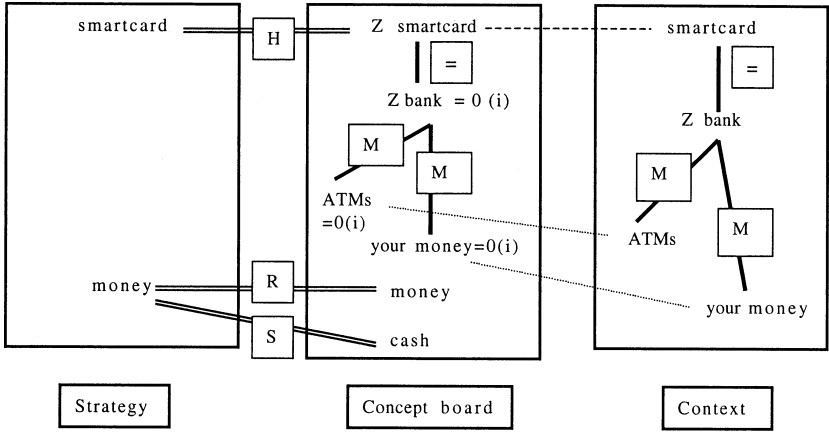 smartcard
H
Z smartcard
smartcard
=
=
Z bank = 0 (i)
Z bank
M
M
M
M
ATMs
=0(i)
ATMs
your money=0(i)
money
R
money
your money
S
cash
Strategy
Concept board
Context